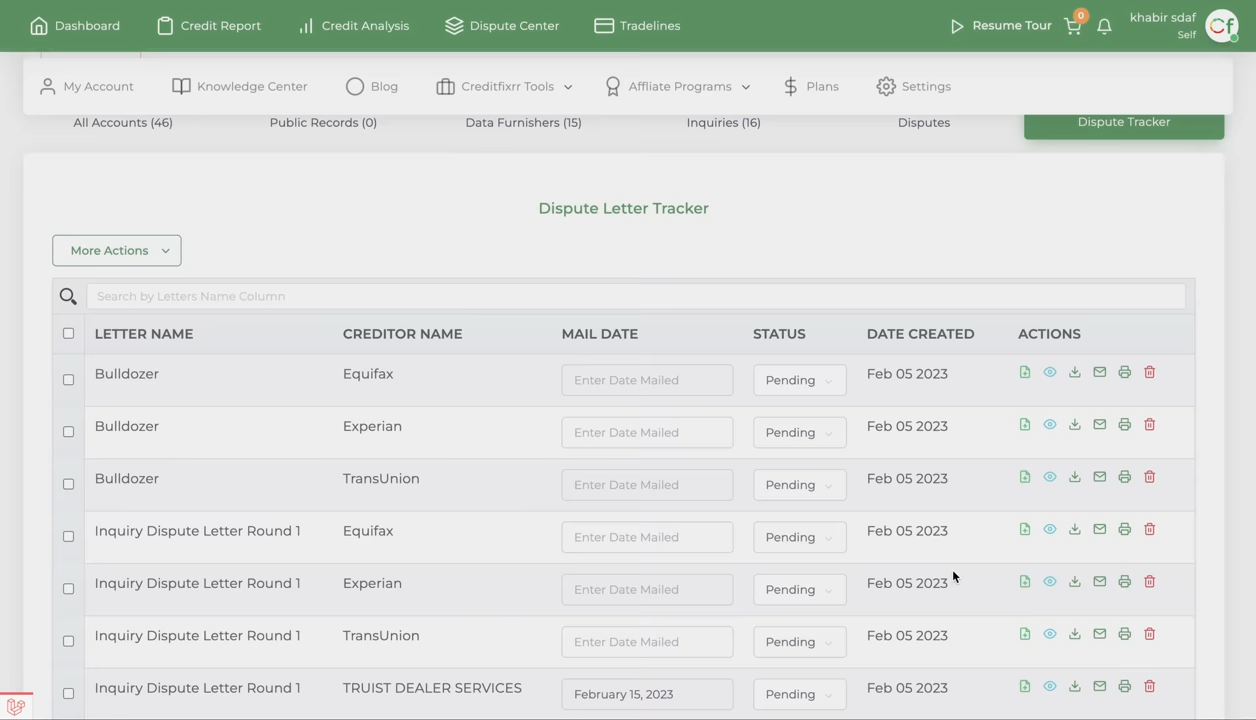 Dashboard Credit Report Credit Analysis Dispute Center Tradelines Resume Tour 0 khabir sdaf
Self
Cf
My Account Knowledge Center Blog Creditfixrr Tools Affliate Programs Plans Settings
All Accounts (46) Public Records (0) Data Furnishers (15) Inquiries (16) Disputes Dispute Tracker
Dispute Letter Tracker
More Actions
Search by Letters Name Column
LETTER NAME CREDITOR NAME MAIL DATE STATUS DATE CREATED ACTIONS
Bulldozer Equifax Enter Date Mailed Pending Feb 05 2023
Bulldozer Experian Enter Date Mailed Pending Feb 05 2023
Bulldozer TransUnion Enter Date Mailed Pending Feb 05 2023
Inquiry Dispute Letter Round 1 Equifax Enter Date Mailed Pending Feb 05 2023
Inquiry Dispute Letter Round 1 Experian Enter Date Mailed Pending Feb 05 2023
Inquiry Dispute Letter Round 1 TransUnion Enter Date Mailed Pending Feb 05 2023
Inquiry Dispute Letter Round 1 TRUIST DEALER SERVICES February 15, 2023 Pending Feb 05 2023